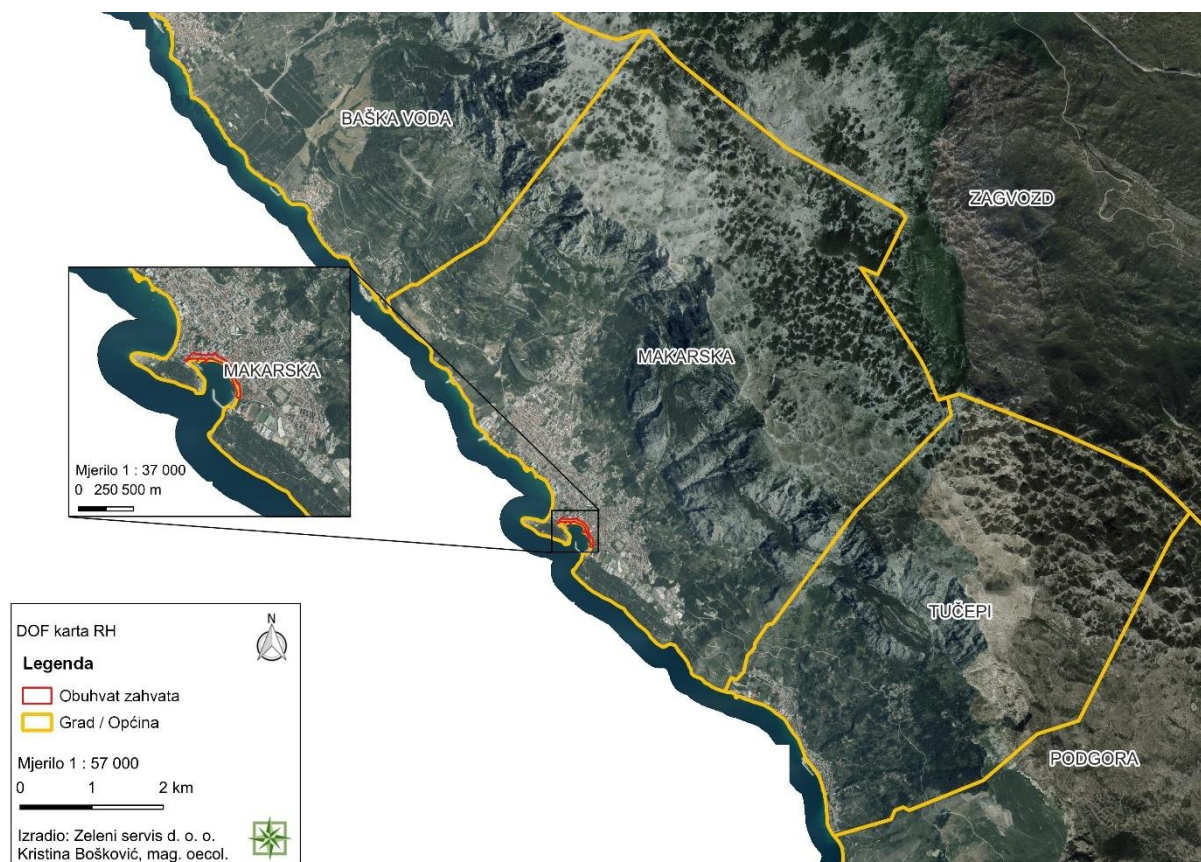 BAŠKA VODA
ZAGVOZD
MAKARSKA
TUČEPI
PODGORA
MAKARSKA
Mjerilo 1 : 37 000
0 250 500 m
DOF karta RH
N
Legenda
Obuhvat zahvata
Grad / Općina
Mjerilo 1 : 57 000
0 1 2 km
Izradio: Zeleni servis d. o. o.
Kristina Bošković, mag. oecol.